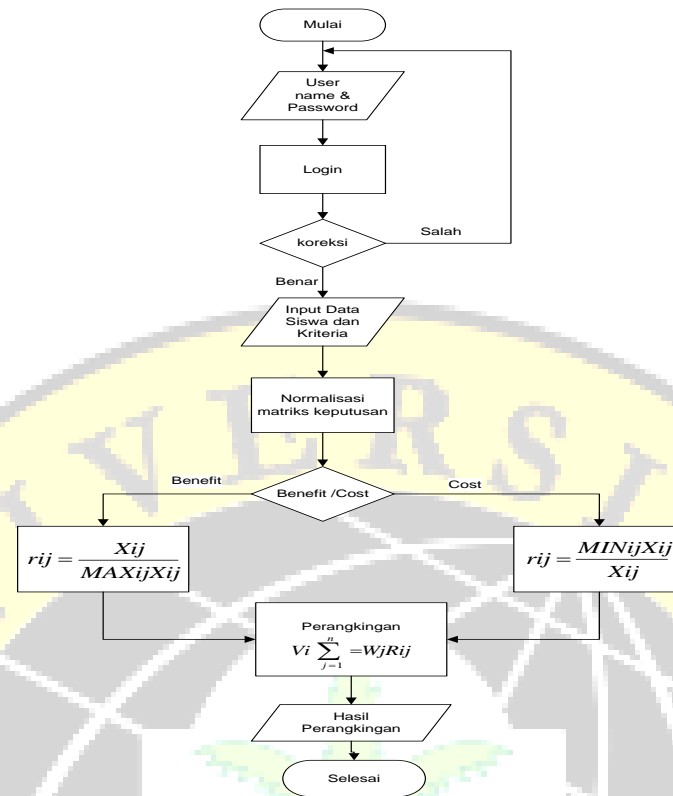 Mulai
User
name &
Password
Login
koreksi
Salah
Benar
Input Data
Siswa dan
Kriteria
Normalisasi
matriks keputusan
Benefit
Benefit /Cost
Cost
rij = Xij / MAXijXij
rij = MINijXij / Xij
Perangkingan
Vi ∑ j=1 n =WjRij
Hasil
Perangkingan
Selesai
IVERSI